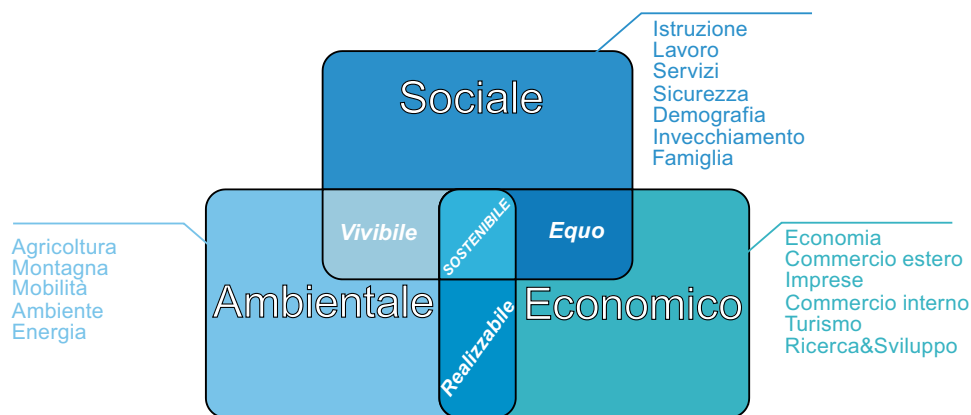 Sociale
Istruzione
Lavoro
Servizi
Sicurezza
Demografia
Invecchiamento
Famiglia
Vivibile
SOSTENIBILE
Equo
Ambientale
Realizzabile
Economico
Agricoltura
Montagna
Mobilità
Ambiente
Energia
Economia
Commercio estero
Imprese
Commercio interno
Turismo
Ricerca&Sviluppo